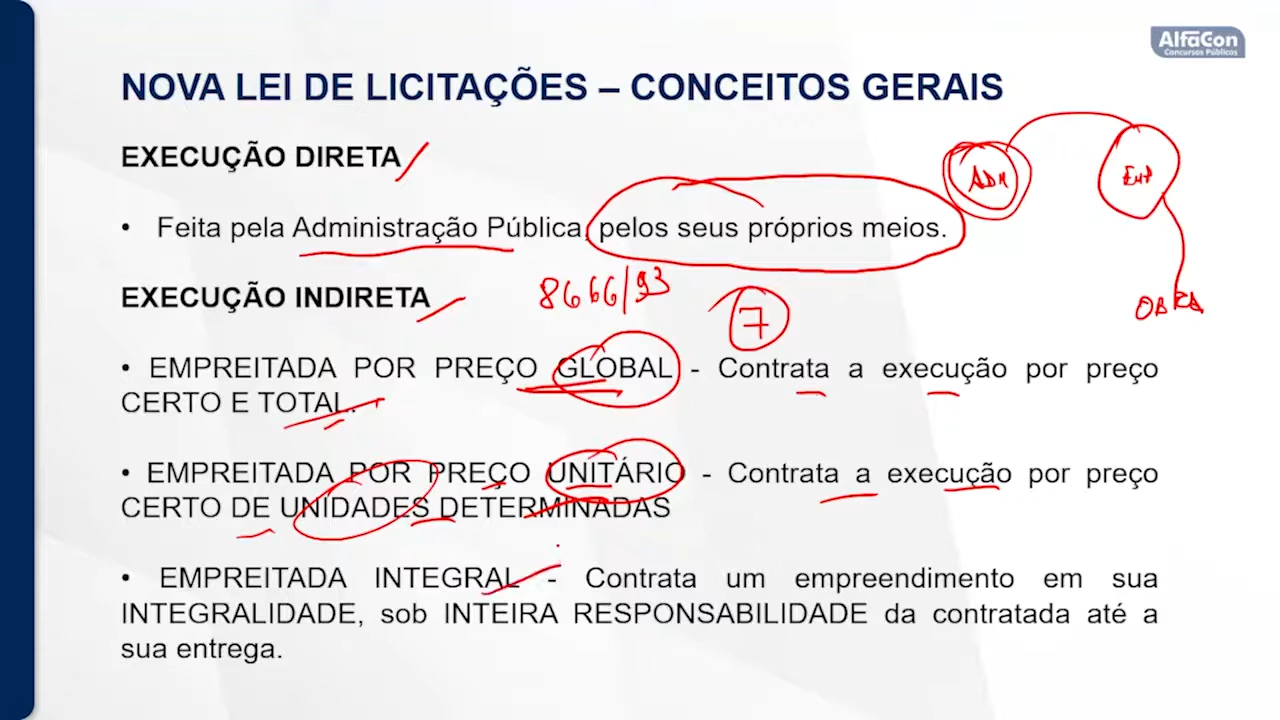 AlfaCon
Concursos Públicos
NOVA LEI DE LICITAÇÕES – CONCEITOS GERAIS
EXECUÇÃO DIRETA
ADM
EMP
• Feita pela Administração Pública, pelos seus próprios meios.
EXECUÇÃO INDIRETA
8666/93
7
OBRA
• EMPREITADA POR PREÇO GLOBAL - Contrata a execução por preço
CERTO E TOTAL.
• EMPREITADA POR PREÇO UNITÁRIO - Contrata a execução por preço
CERTO DE UNIDADES DETERMINADAS
• EMPREITADA INTEGRAL - Contrata um empreendimento em sua
INTEGRALIDADE, sob INTEIRA RESPONSABILIDADE da contratada até a
sua entrega.